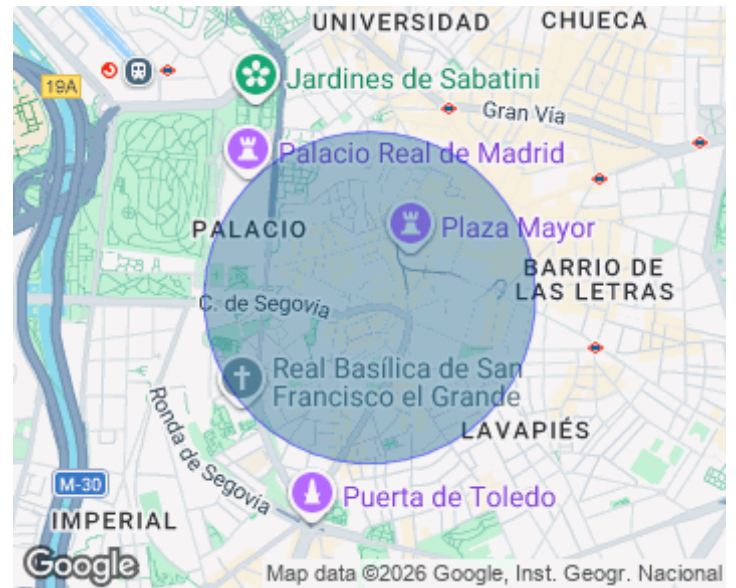 UNIVERSIDAD
CHUECA
Jardines de Sabatini
19A
Gran Vía
Palacio Real de Madrid
PALACIO
Plaza Mayor
BARRIO DE
LAS LETRAS
C. de Segovia
Real Basílica de San
Francisco el Grande
Ronda de Segovia
LAVAPIÉS
M-30
Puerta de Toledo
IMPERIAL
Google
Map data ©2026 Google, Inst. Geogr. Nacional